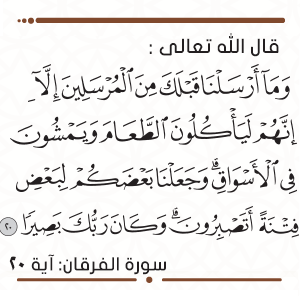 قال الله تعالى :
وَمَآ أَرْسَلْنَا قَبْلَكَ مِنَ ٱلْمُرْسَلِينَ إِلَّآ
إِنَّهُمْ لَيَأْكُلُونَ ٱلطَّعَامَ وَيَمْشُونَ
فِى ٱلْأَسْوَاقِ ۗ وَجَعَلْنَا بَعْضَكُمْ لِبَعْضٍ
فِتْنَةً أَتَصْبِرُونَ ۗ وَكَانَ رَبُّكَ بَصِيرًا ٢٠
سورة الفرقان: آية ٢٠